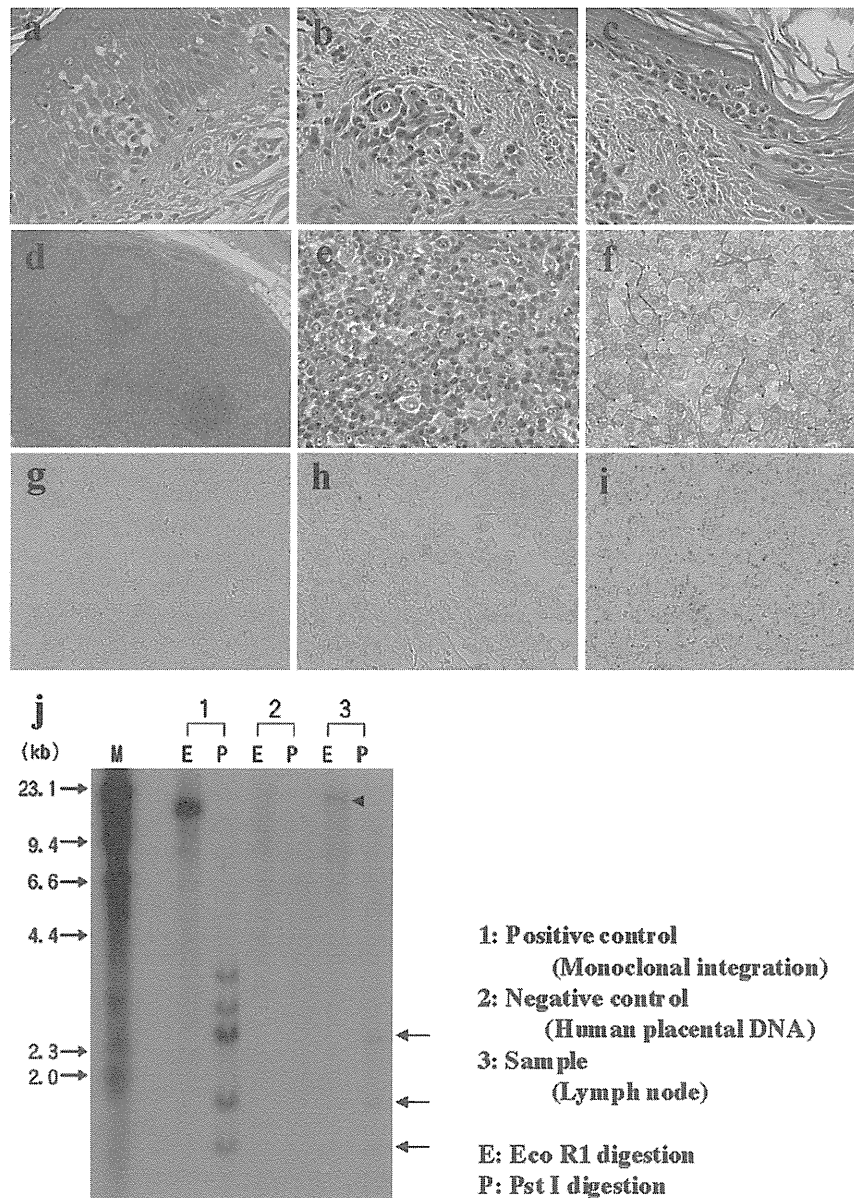 a b c
d e f
g h i
j
1 2 3
(kb) M E P E P E P
23.1
9.4
6.6
4.4
2.3
2.0
1: Positive control
(Monoclonal integration)
2: Negative control
(Human placental DNA)
3: Sample
(Lymph node)
E: Eco R1 digestion
P: Pst I digestion